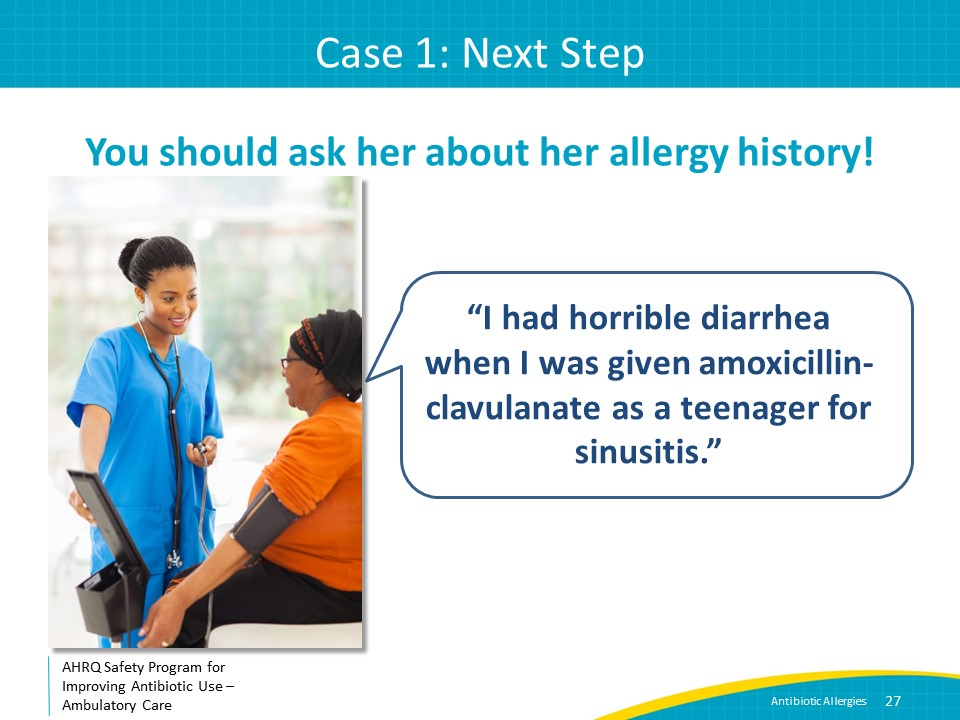 Case 1: Next Step
You should ask her about her allergy history!
“I had horrible diarrhea
when I was given amoxicillin-
clavulanate as a teenager for
sinusitis.”
AHRQ Safety Program for
Improving Antibiotic Use –
Ambulatory Care
Antibiotic Allergies 27